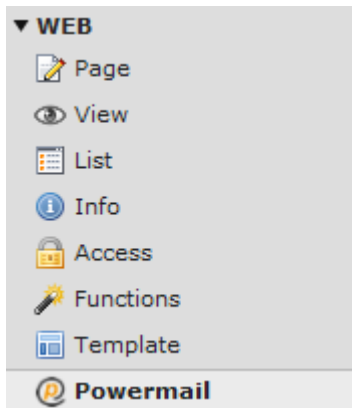 WEB
Page
View
List
Info
Access
Functions
Template
Powermail